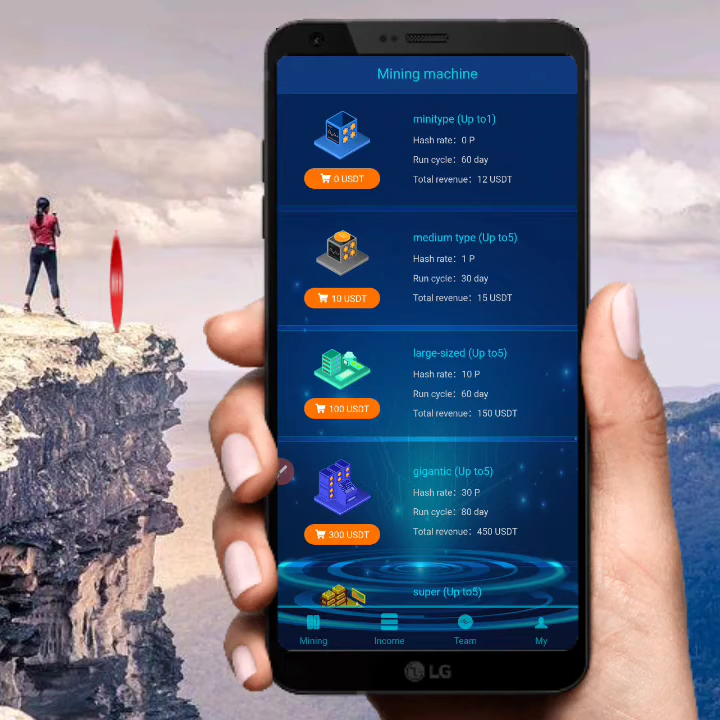 Mining machine
minitype (Up to1)
Hash rate: 0 P
Run cycle: 60 day
Total revenue: 12 USDT
0 USDT
medium type (Up to5)
Hash rate: 1 P
Run cycle: 30 day
Total revenue: 15 USDT
10 USDT
large-sized (Up to5)
Hash rate: 10 P
Run cycle: 60 day
Total revenue: 150 USDT
100 USDT
gigantic (Up to5)
Hash rate: 30 P
Run cycle: 80 day
Total revenue: 450 USDT
300 USDT
super (Up to5)
Mining Income Team My
LG